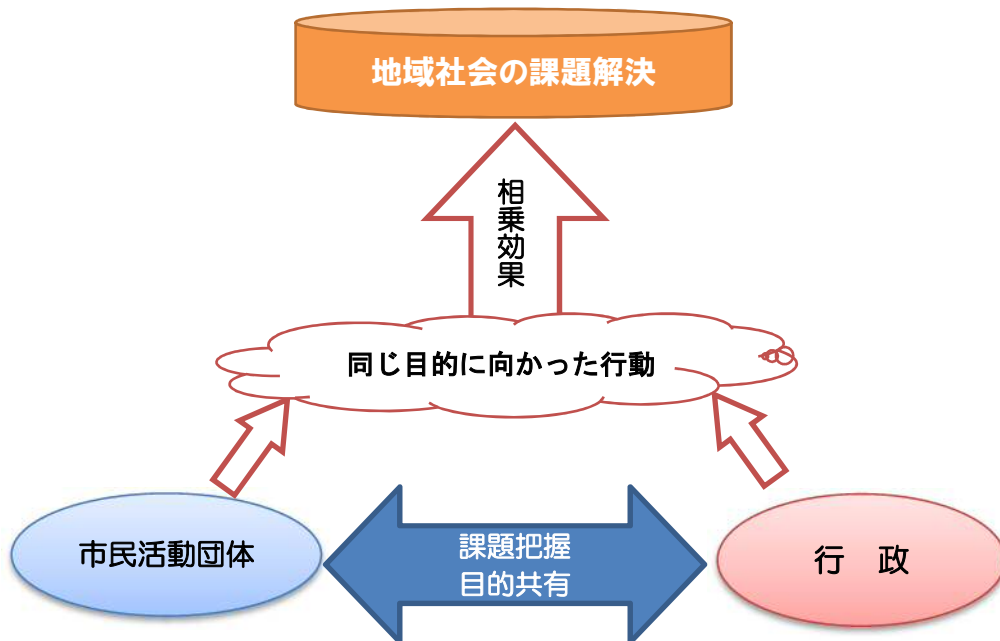 地域社会の課題解決
相乗効果
同じ目的に向かった行動
市民活動団体
課題把握
目的共有
行　政